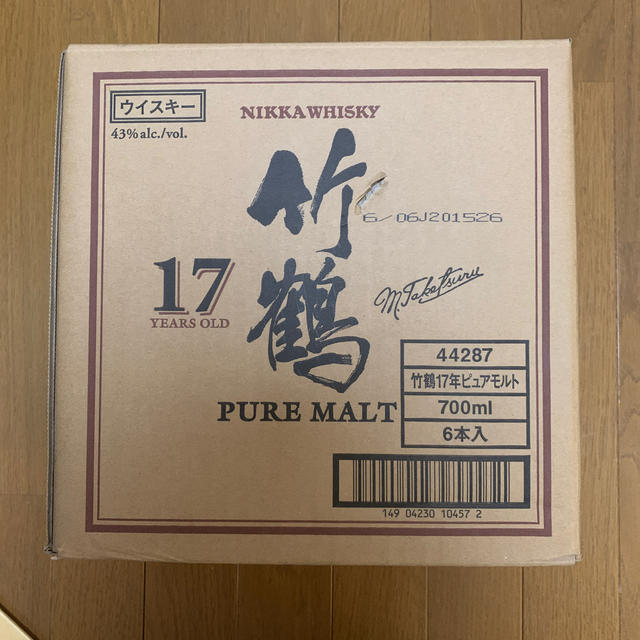 ウイスキー
43% alc./vol.
NIKKA WHISKY
竹鶴
6/06J201526
17
YEARS OLD
M. Taketsuru
PURE MALT
44287
竹鶴17年ピュアモルト
700ml
6本入
149 04230 10457 2